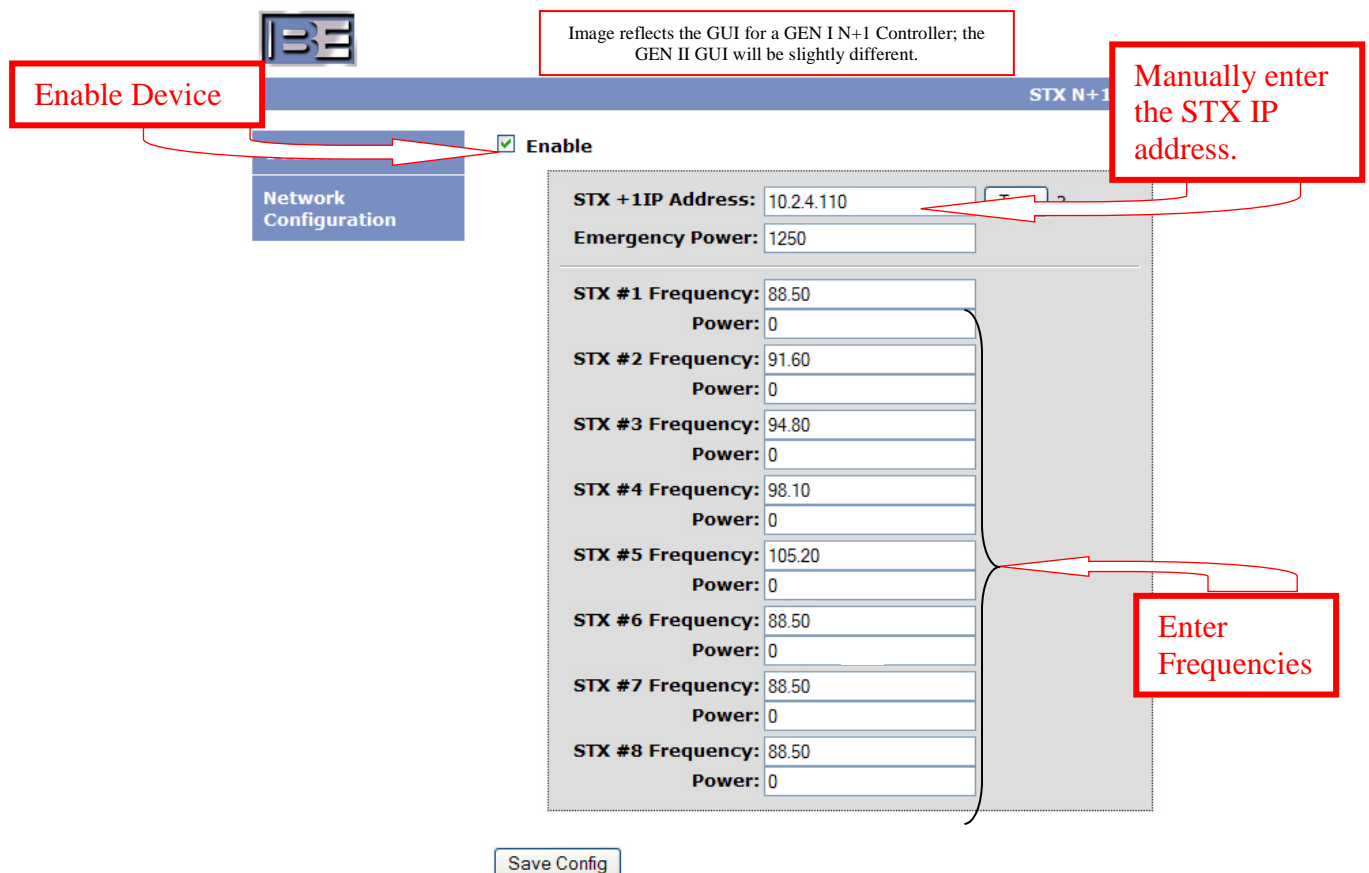 BE
Image reflects the GUI for a GEN I N+1 Controller; the
GEN II GUI will be slightly different.
Enable Device
STX N+1
Manually enter
the STX IP
address.
Enable
Network
Configuration
STX +1IP Address: 10.2.4.110
Emergency Power: 1250
STX #1 Frequency: 88.50
Power: 0
STX #2 Frequency: 91.60
Power: 0
STX #3 Frequency: 94.80
Power: 0
STX #4 Frequency: 98.10
Power: 0
STX #5 Frequency: 105.20
Power: 0
STX #6 Frequency: 88.50
Power: 0
STX #7 Frequency: 88.50
Power: 0
STX #8 Frequency: 88.50
Power: 0
Enter
Frequencies
Save Config